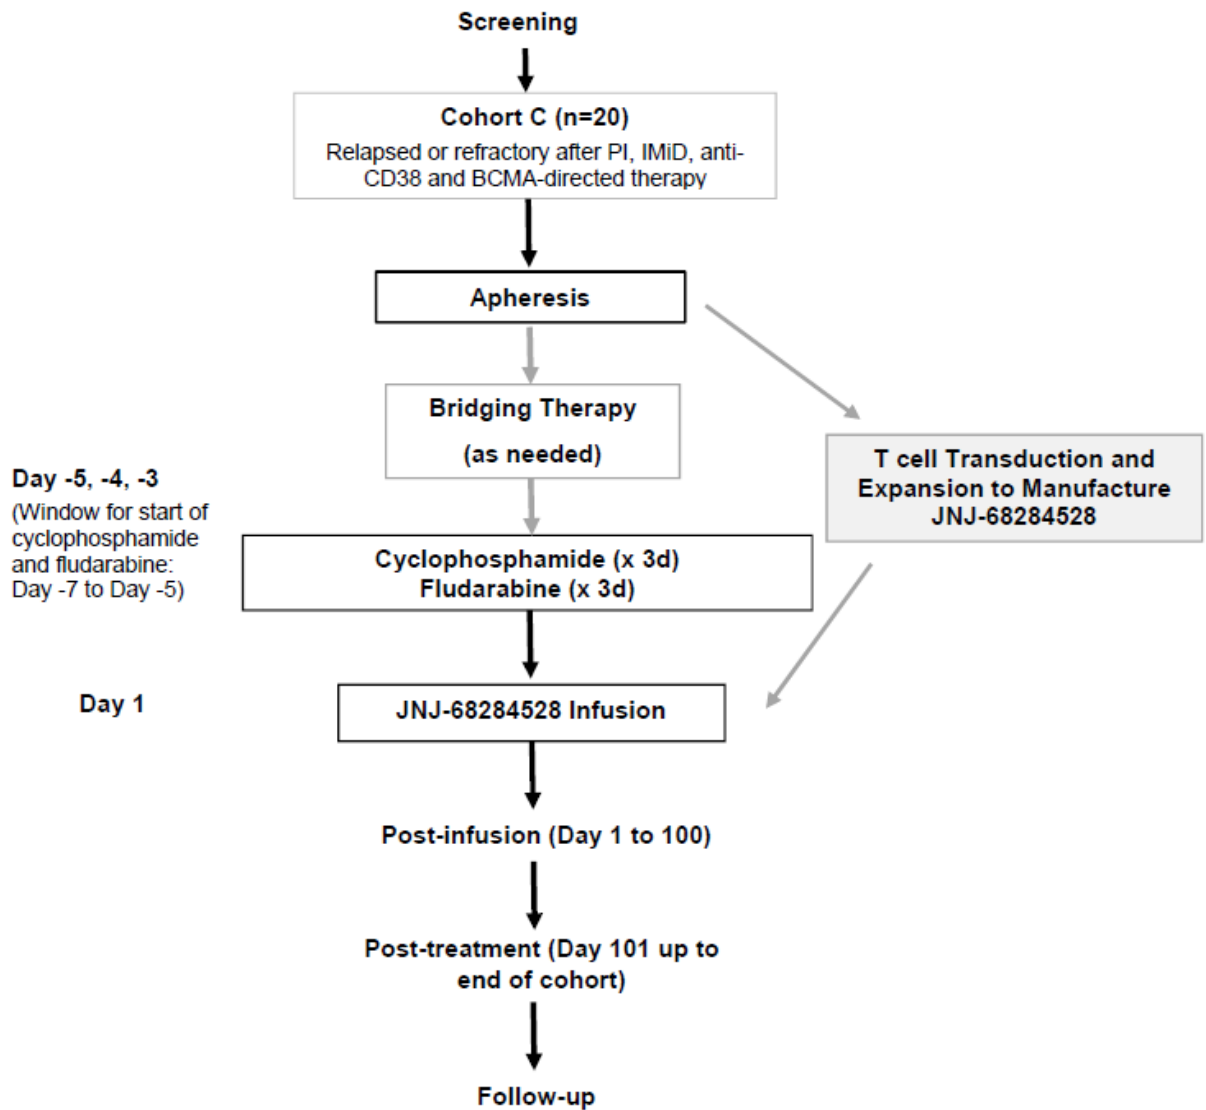 Screening
Cohort C (n=20)
Relapsed or refractory after PI, IMiD, anti-
CD38 and BCMA-directed therapy
Apheresis
Bridging Therapy
(as needed)
T cell Transduction and
Expansion to Manufacture
JNJ-68284528
Day -5, -4, -3
(Window for start of
cyclophosphamide
and fludarabine:
Day -7 to Day -5)
Cyclophosphamide (x 3d)
Fludarabine (x 3d)
Day 1
JNJ-68284528 Infusion
Post-infusion (Day 1 to 100)
Post-treatment (Day 101 up to
end of cohort)
Follow-up